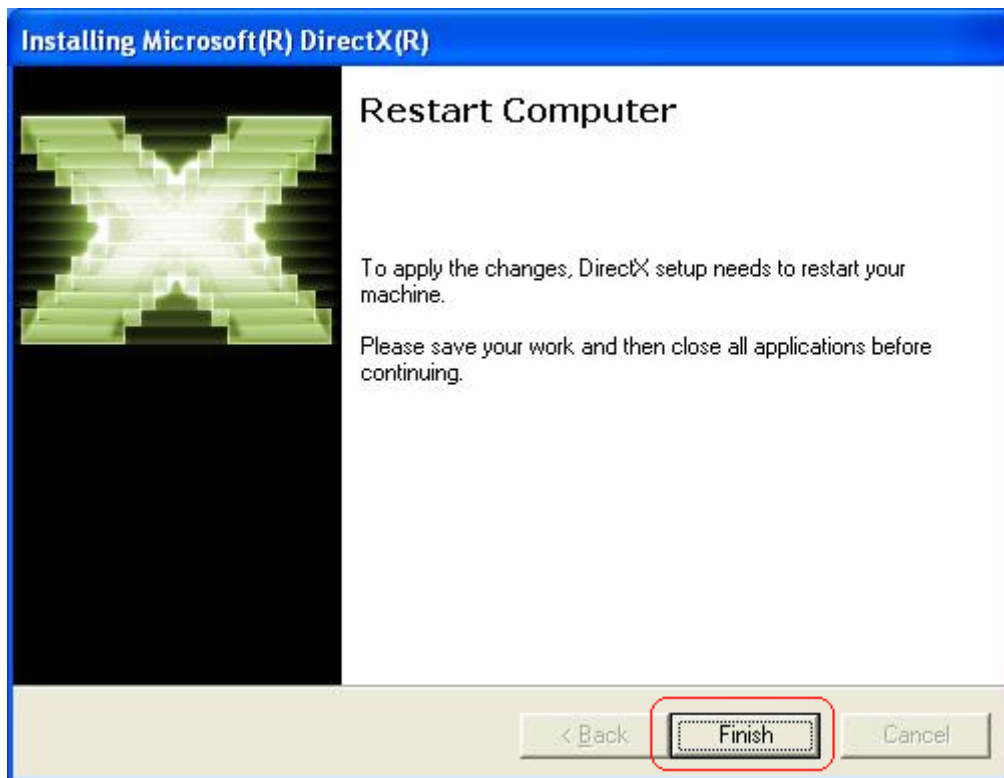 Installing Microsoft(R) DirectX(R)
Restart Computer
To apply the changes, DirectX setup needs to restart your
machine.
Please save your work and then close all applications before
continuing.
< Back
Finish
Cancel